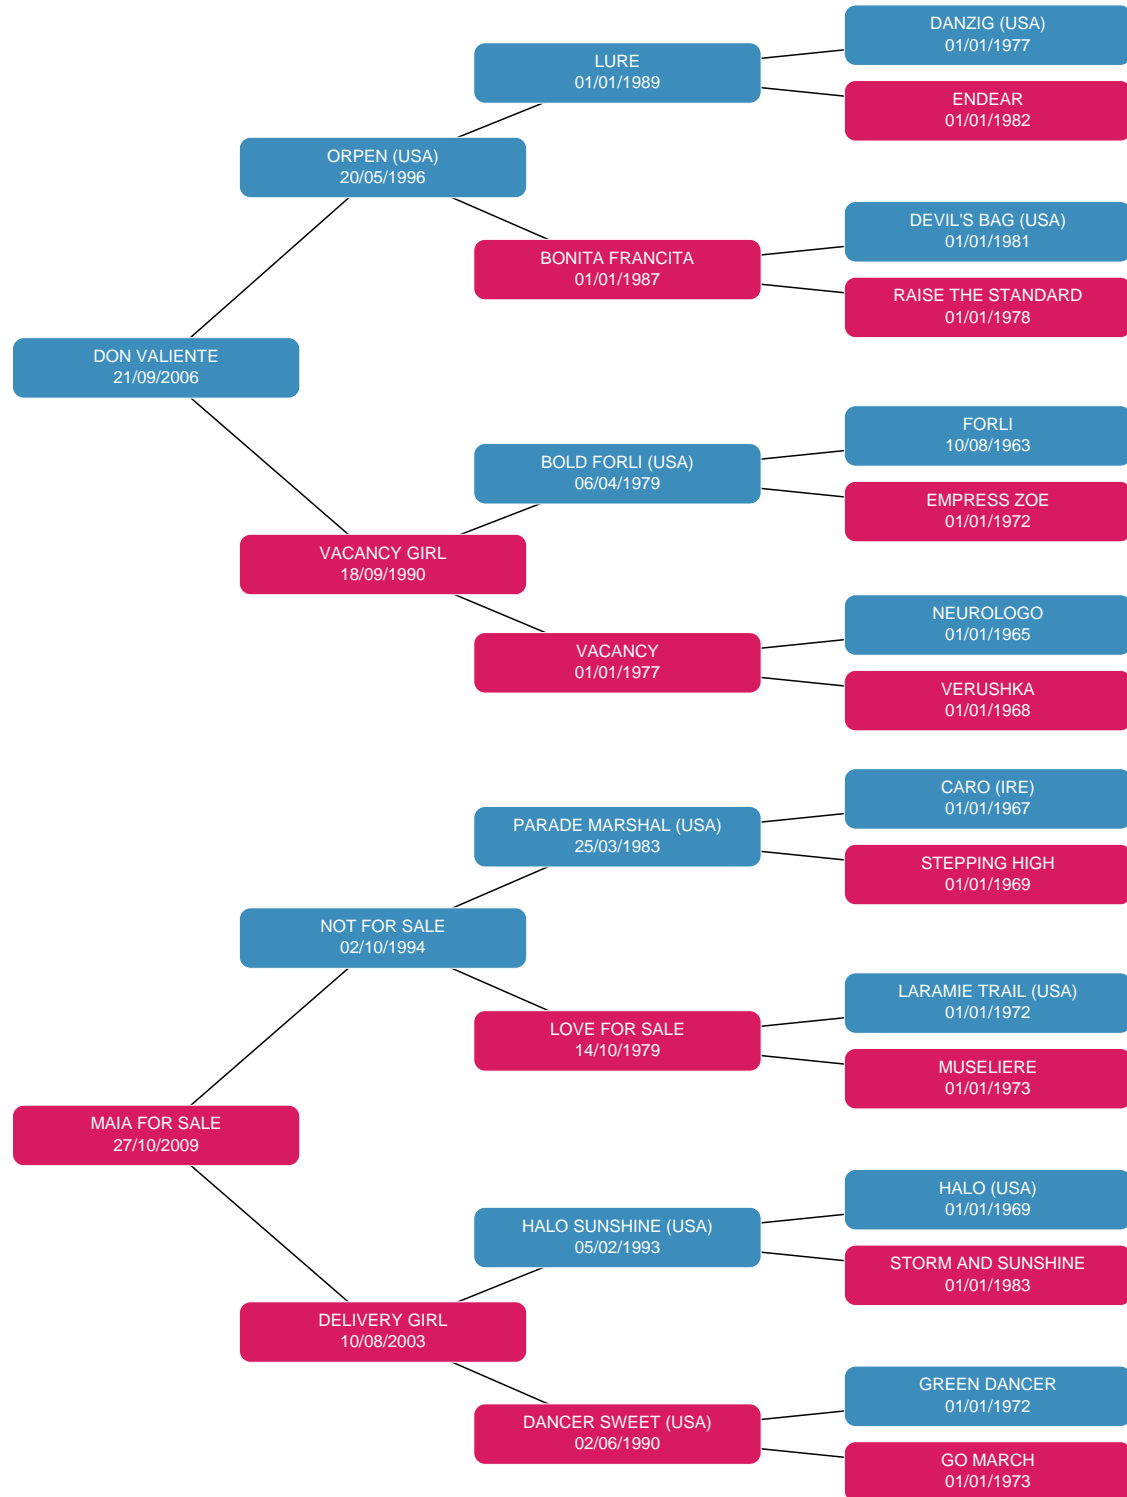 DANZIG (USA)
01/01/1977
LURE
01/01/1989
ENDEAR
01/01/1982
ORPEN (USA)
20/05/1996
DEVIL'S BAG (USA)
01/01/1981
BONITA FRANCITA
01/01/1987
RAISE THE STANDARD
01/01/1978
DON VALIENTE
21/09/2006
FORLI
10/08/1963
BOLD FORLI (USA)
06/04/1979
EMPRESS ZOE
01/01/1972
VACANCY GIRL
18/09/1990
NEUROLOGO
01/01/1965
VACANCY
01/01/1977
VERUSHKA
01/01/1968
CARO (IRE)
01/01/1967
PARADE MARSHAL (USA)
25/03/1983
STEPPING HIGH
01/01/1969
NOT FOR SALE
02/10/1994
LARAMIE TRAIL (USA)
01/01/1972
LOVE FOR SALE
14/10/1979
MUSELIERE
01/01/1973
MAIA FOR SALE
27/10/2009
HALO (USA)
01/01/1969
HALO SUNSHINE (USA)
05/02/1993
STORM AND SUNSHINE
01/01/1983
DELIVERY GIRL
10/08/2003
GREEN DANCER
01/01/1972
DANCER SWEET (USA)
02/06/1990
GO MARCH
01/01/1973